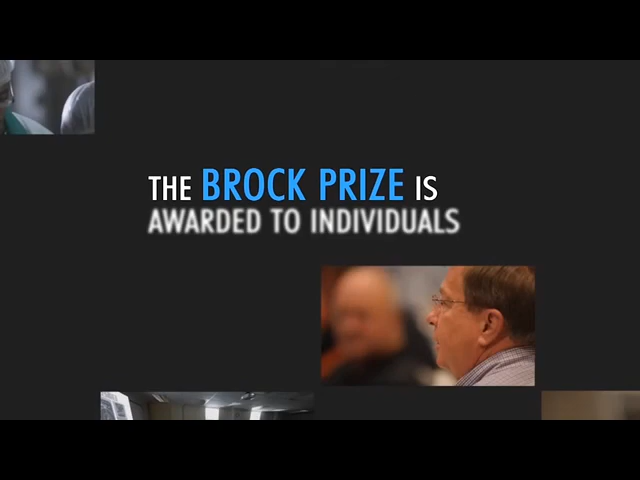 THE BROCK PRIZE IS
AWARDED TO INDIVIDUALS